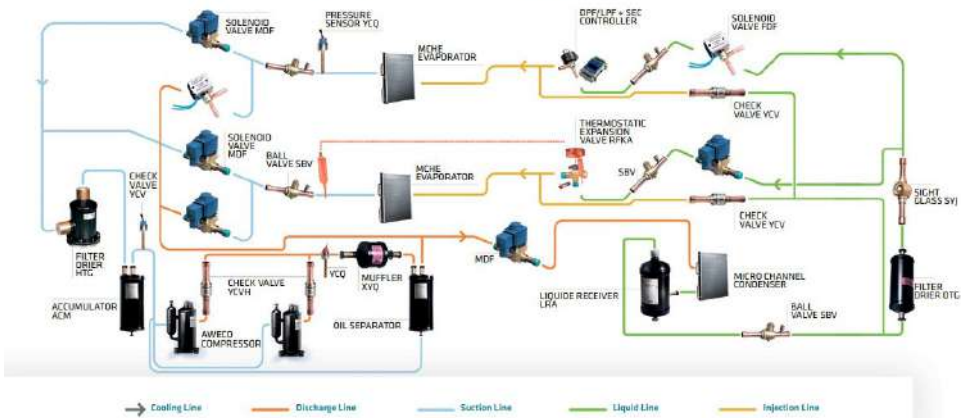 SOLENOID
VALVE MDF
PRESSURE
SENSOR YCQ
MCHE
EVAPORATOR
DPF/LPF + SEC
CONTROLLER
SOLENOID
VALVE FDF
CHECK
VALVE YCV
SOLENOID
VALVE
MDF
BALL
VALVE SBV
MCHE
EVAPORATOR
THERMOSTATIC
EXPANSION
VALVE RFKA
SBV
CHECK
VALVE
YCV
CHECK
VALVE YCV
SIGHT
GLASS SYJ
FILTER
DRIER
HTG
ACCUMULATOR
ACM
CHECK VALVE
YCVH
AWECO
COMPRESSOR
YCQ
MUFFLER
XYQ
OIL SEPARATOR
MDF
LIQUIDE RECEIVER
LRA
MICRO CHANNEL
CONDENSER
BALL
VALVE SBV
FILTER
DRIER DTG
Cooling Line
Discharge Line
Suction Line
Liquid Line
Injection Line